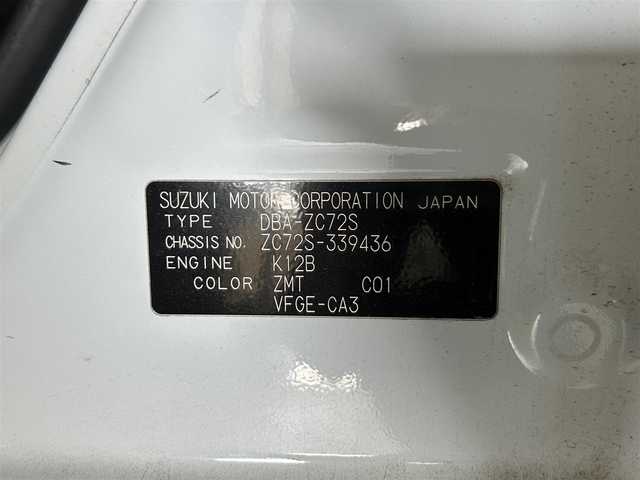 SUZUKI MOTOR CORPORATION JAPAN
TYPE DBA-ZC72S
CHASSIS NO. ZC72S-339436
ENGINE K12B
COLOR ZMT C01
VFGE-CA3